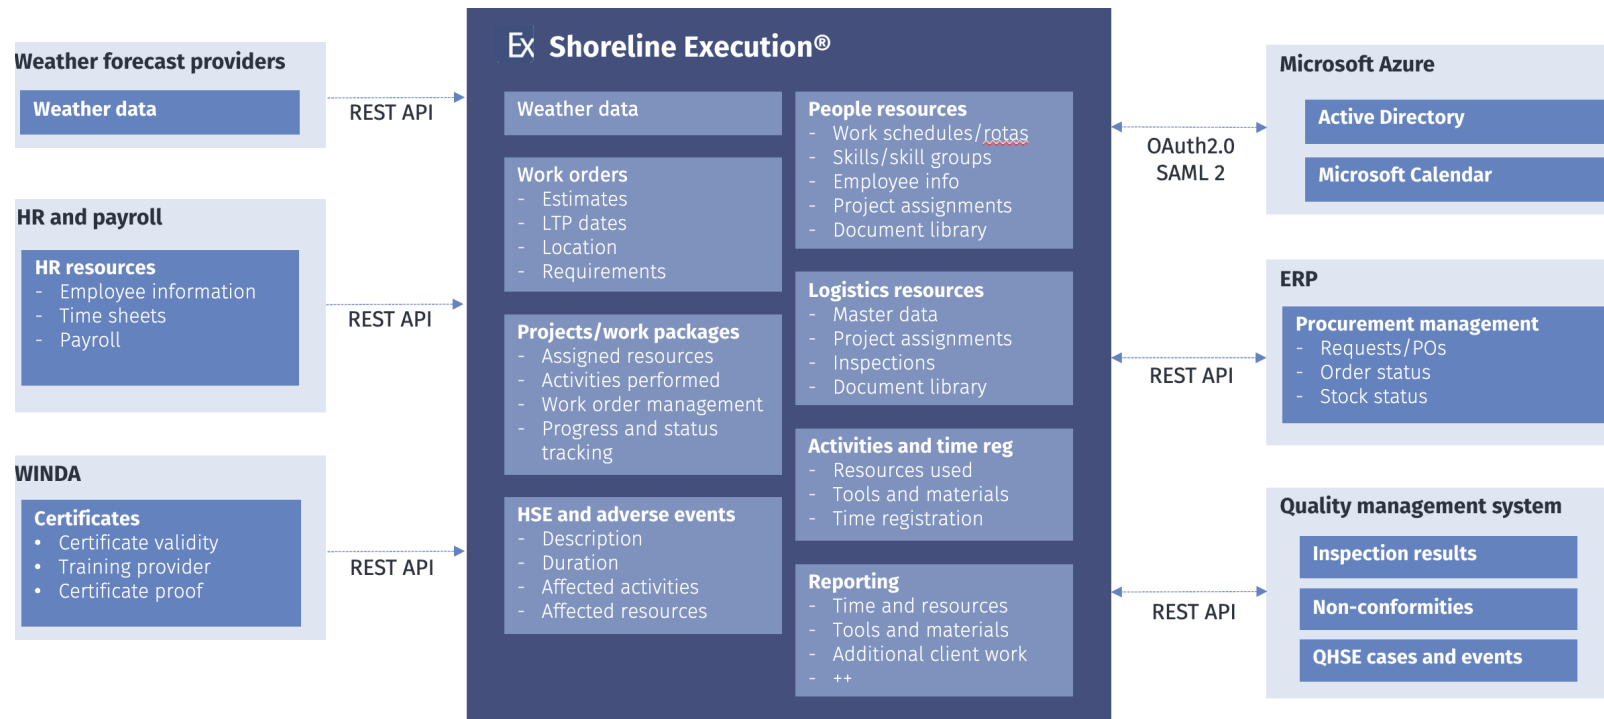 Weather forecast providers
Weather data
REST API
HR and payroll
HR resources
- Employee information
- Time sheets
- Payroll
REST API
WINDA
Certificates
• Certificate validity
• Training provider
• Certificate proof
REST API
Ex Shoreline Execution®
Weather data
Work orders
- Estimates
- LTP dates
- Location
- Requirements
Projects/work packages
- Assigned resources
- Activities performed
- Work order management
- Progress and status
tracking
HSE and adverse events
- Description
- Duration
- Affected activities
- Affected resources
People resources
- Work schedules/rotas
- Skills/skill groups
- Employee info
- Project assignments
- Document library
Logistics resources
- Master data
- Project assignments
- Inspections
- Document library
Activities and time reg
- Resources used
- Tools and materials
- Time registration
Reporting
- Time and resources
- Tools and materials
- Additional client work
- ++
OAuth2.0
SAML 2
Microsoft Azure
Active Directory
Microsoft Calendar
REST API
ERP
Procurement management
- Requests/POs
- Order status
- Stock status
REST API
Quality management system
Inspection results
Non-conformities
QHSE cases and events